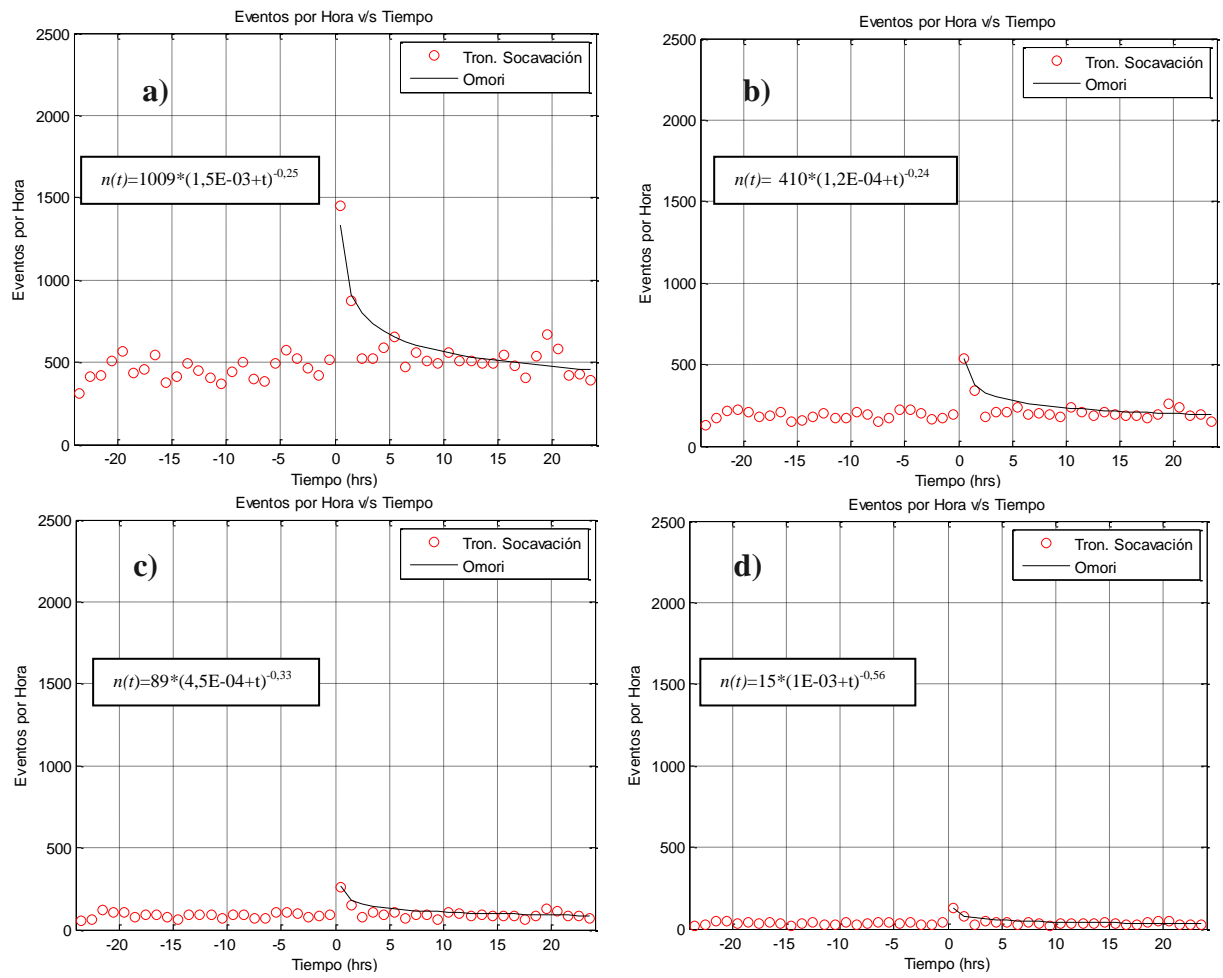 Eventos por Hora v/s Tiempo
2500
2000
1500
1000
500
0
Eventos por Hora
a)
Tron. Socavación
Omori
n(t)=1009*(1,5E-03+t)-0,25
-20 -15 -10 -5 0 5 10 15 20
Tiempo (hrs)
Eventos por Hora v/s Tiempo
2500
2000
1500
1000
500
0
Eventos por Hora
b)
Tron. Socavación
Omori
n(t)= 410*(1,2E-04+t)-0,24
-20 -15 -10 -5 0 5 10 15 20
Tiempo (hrs)
Eventos por Hora v/s Tiempo
2500
2000
1500
1000
500
0
Eventos por Hora
c)
Tron. Socavación
Omori
n(t)=89*(4,5E-04+t)-0,33
-20 -15 -10 -5 0 5 10 15 20
Tiempo (hrs)
Eventos por Hora v/s Tiempo
2500
2000
1500
1000
500
0
Eventos por Hora
d)
Tron. Socavación
Omori
n(t)=15*(1E-03+t)-0,56
-20 -15 -10 -5 0 5 10 15 20
Tiempo (hrs)